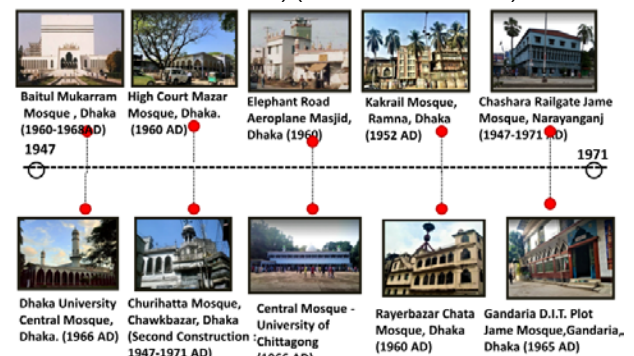 Baitul Mukarram
Mosque , Dhaka
(1960-1968AD)
High Court Mazar
Mosque, Dhaka.
(1960 AD)
Elephant Road
Aeroplane Masjid,
Dhaka (1960)
Kakrail Mosque,
Ramna, Dhaka
(1952 AD)
Chashara Railgate Jame
Mosque, Narayanganj
(1947-1971 AD)
1947
1971
Dhaka University
Central Mosque,
Dhaka. (1966 AD)
Churihatta Mosque,
Chawkbazar, Dhaka
(Second Construction :
1947-1971 AD)
Central Mosque -
University of
Chittagong
Rayerbazar Chata
Mosque, Dhaka
(1960 AD)
Gandaria D.I.T. Plot
Jame Mosque,Gandaria,
Dhaka (1965 AD)